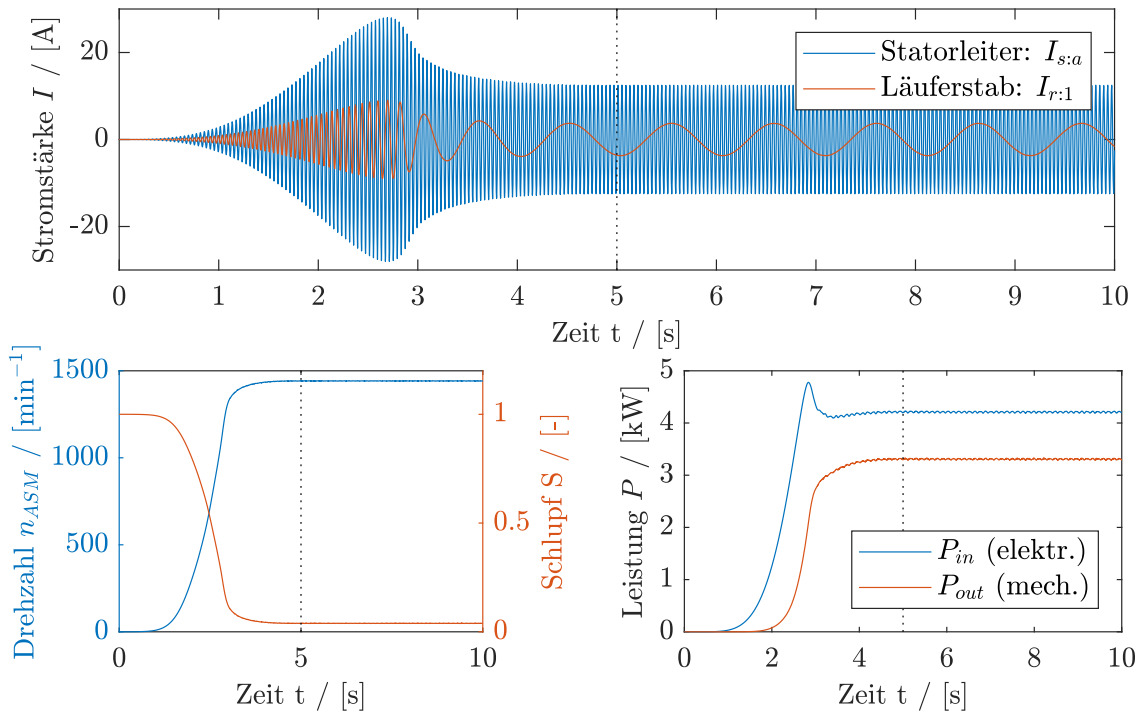 Stromstärke I / [A]
20
0
-20
Statorleiter: I_{s:a}
Läuferstab: I_{r:1}
0 1 2 3 4 5 6 7 8 9 10
Zeit t / [s]
Drehzahl n_{ASM} / [min^{-1}]
1500
1000
500
0
Schlupf S / [-]
1
0.5
0
0 5 10
Zeit t / [s]
Leistung P / [kW]
5
4
3
2
1
0
P_{in} (elektr.)
P_{out} (mech.)
0 2 4 6 8 10
Zeit t / [s]